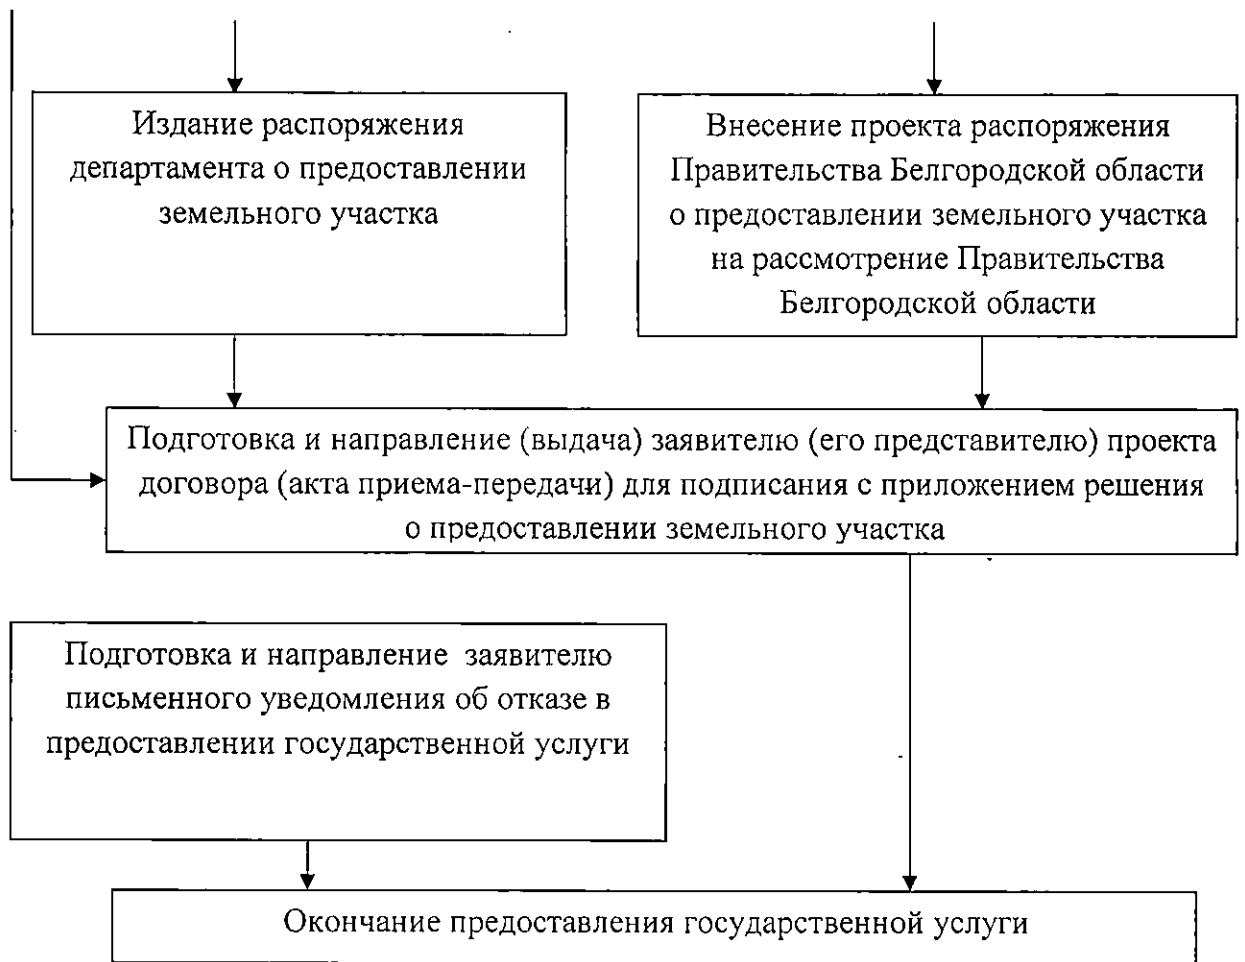 Издание распоряжения
департамента о предоставлении
земельного участка
Внесение проекта распоряжения
Правительства Белгородской области
о предоставлении земельного участка
на рассмотрение Правительства
Белгородской области
Подготовка и направление (выдача) заявителю (его представителю) проекта
договора (акта приема-передачи) для подписания с приложением решения
о предоставлении земельного участка
Подготовка и направление заявителю
письменного уведомления об отказе в
предоставлении государственной услуги
Окончание предоставления государственной услуги